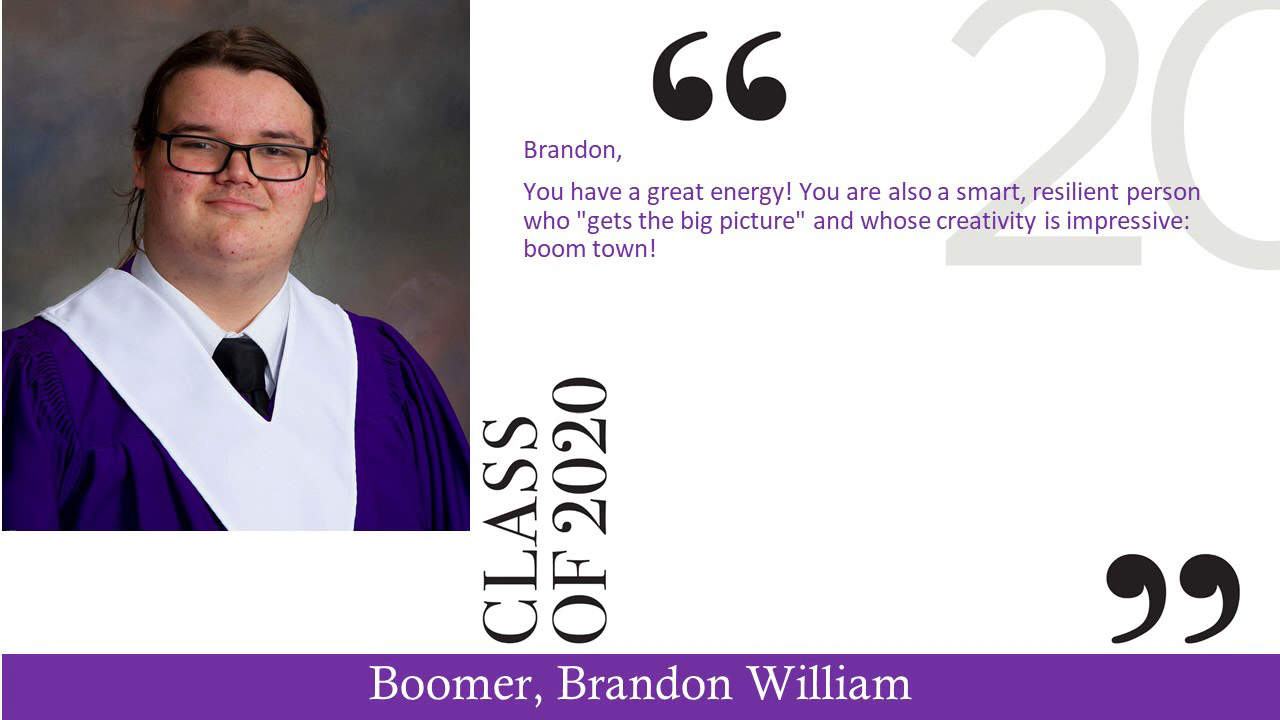 20
“
Brandon,
You have a great energy! You are also a smart, resilient person
who "gets the big picture" and whose creativity is impressive:
boom town!
CLASS
OF 2020
”
Boomer, Brandon William